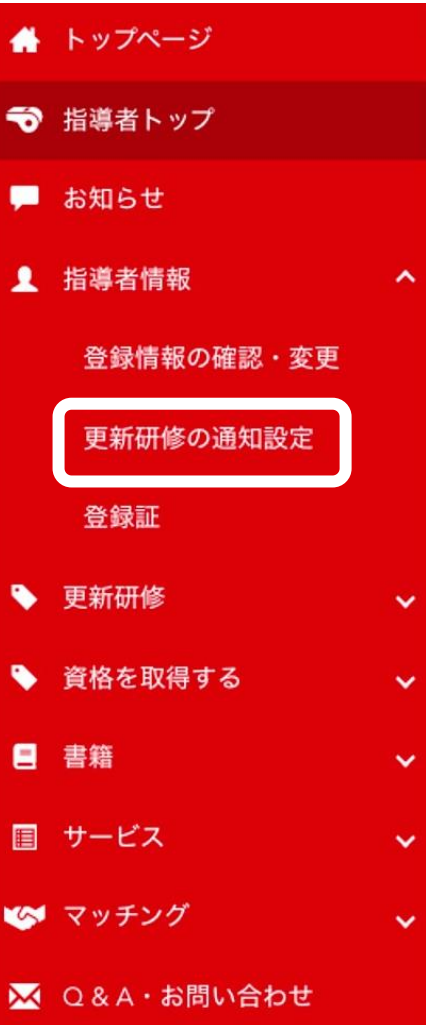 トップページ
指導者トップ
お知らせ
指導者情報
登録情報の確認・変更
更新研修の通知設定
登録証
更新研修
資格を取得する
書籍
サービス
マッチング
Q & A・お問い合わせ